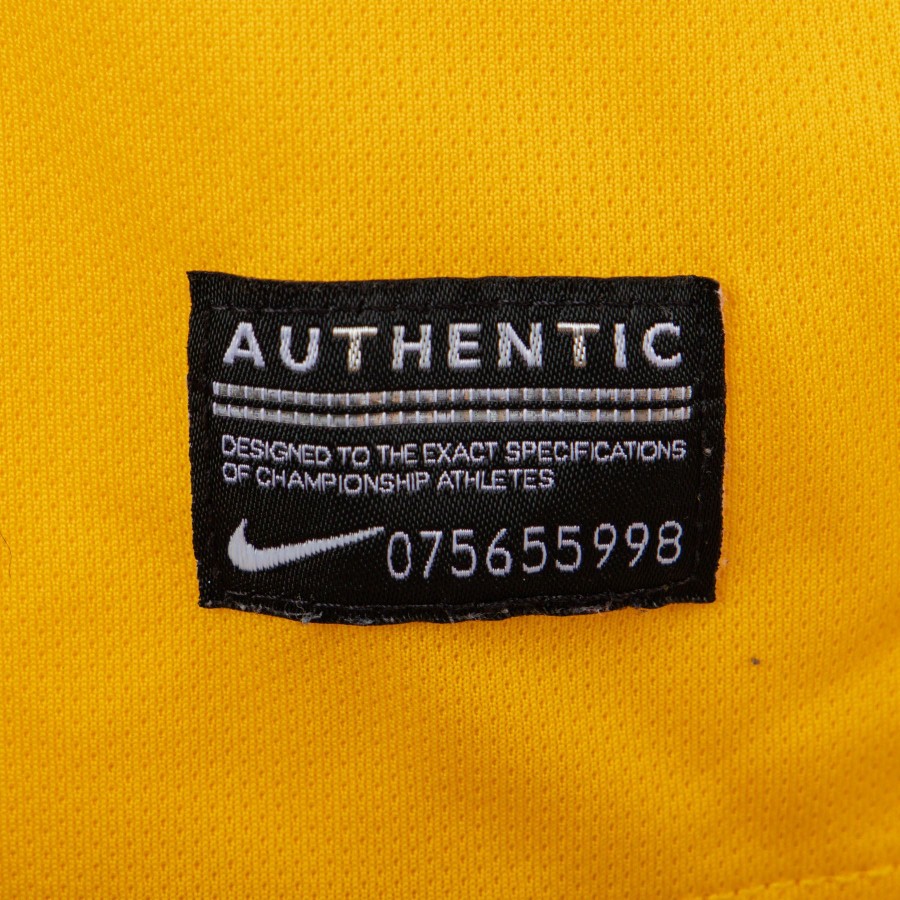 AUTHENTIC
DESIGNED TO THE EXACT SPECIFICATIONS
OF CHAMPIONSHIP ATHLETES
075655998